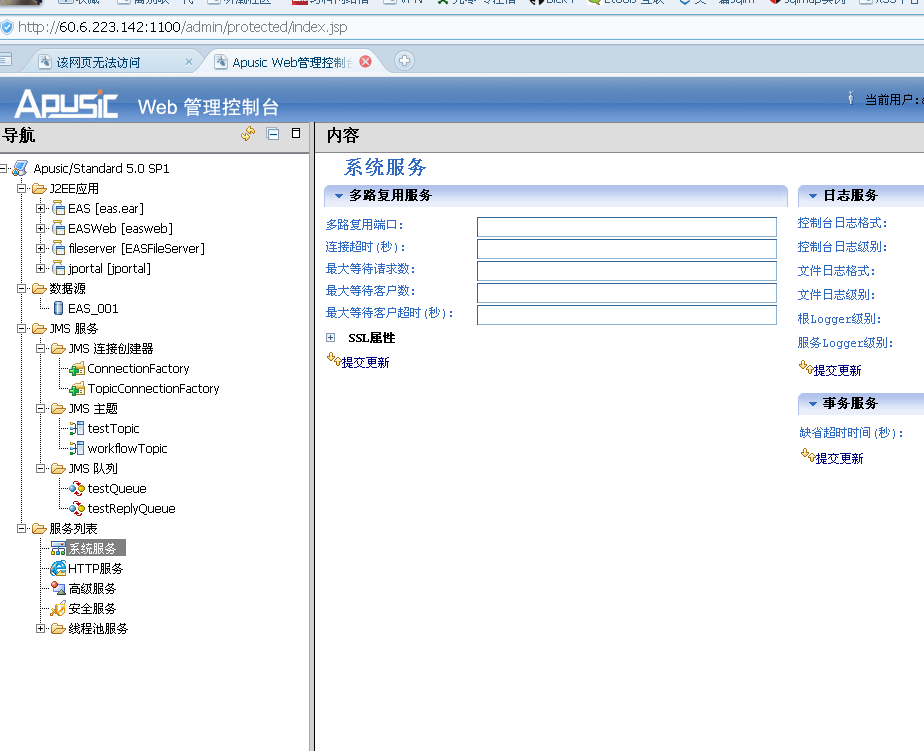 http://60.6.223.142:1100/admin/protected/index.jsp
该网页无法访问
Apusic Web管理控制
Apusic Web 管理控制台
当前用户:
导航
内容
Apusic/Standard 5.0 SP1
J2EE应用
EAS [eas.ear]
EASWeb [easweb]
fileserver [EASFileServer]
jportal [jportal]
数据源
EAS_001
JMS 服务
JMS 连接创建器
ConnectionFactory
TopicConnectionFactory
JMS 主题
testTopic
workflowTopic
JMS 队列
testQueue
testReplyQueue
服务列表
系统服务
HTTP服务
高级服务
安全服务
线程池服务
系统服务
多路复用服务
多路复用端口:
连接超时(秒):
最大等待请求数:
最大等待客户数:
最大等待客户超时(秒):
SSL属性
提交更新
日志服务
控制台日志格式:
控制台日志级别:
文件日志格式:
文件日志级别:
根Logger级别:
服务Logger级别:
提交更新
事务服务
缺省超时时间(秒):
提交更新